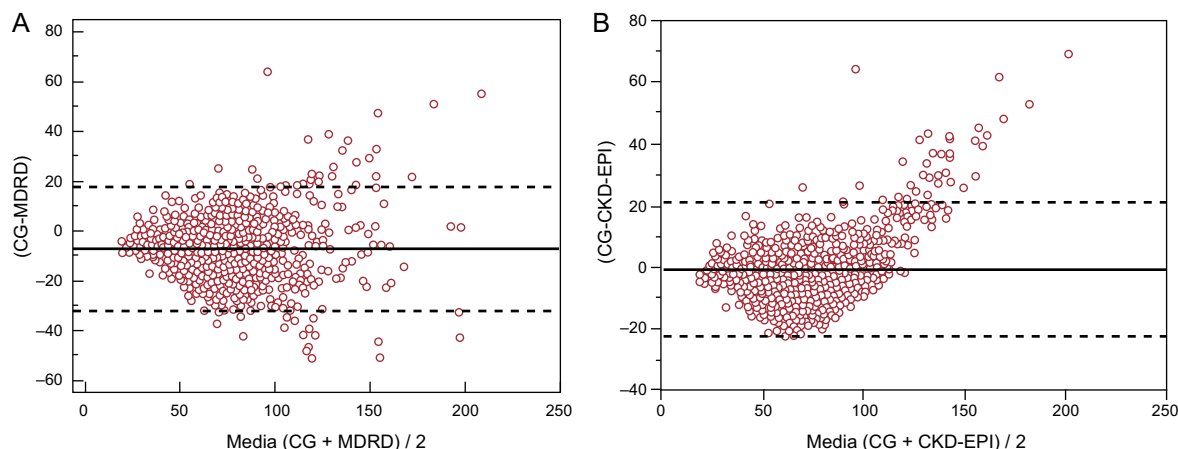 A
80
60
40
20
0
–20
–40
–60
(CG-MDRD)
0 50 100 150 200 250
Media (CG + MDRD) / 2
B
80
60
40
20
0
–20
–40
(CG-CKD-EPI)
0 50 100 150 200 250
Media (CG + CKD-EPI) / 2